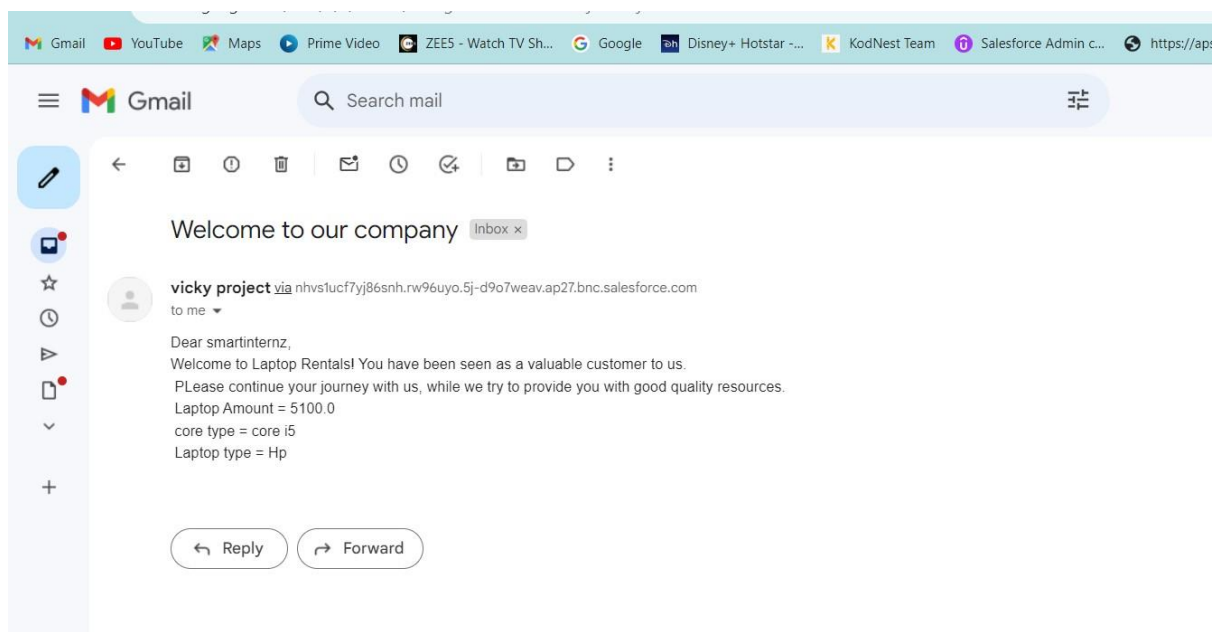 Gmail YouTube Maps Prime Video ZEE5 - Watch TV Sh... Google Disney+ Hotstar -... KodNest Team Salesforce Admin c... https://aps
Gmail Search mail
Welcome to our company Inbox ×
vicky project via nhvs1ucf7yj86snh.rw96uyo.5j-d9o7weav.ap27.bnc.salesforce.com
to me
Dear smartinternz,
Welcome to Laptop Rentals! You have been seen as a valuable customer to us.
PLease continue your journey with us, while we try to provide you with good quality resources.
Laptop Amount = 5100.0
core type = core i5
Laptop type = Hp
Reply Forward